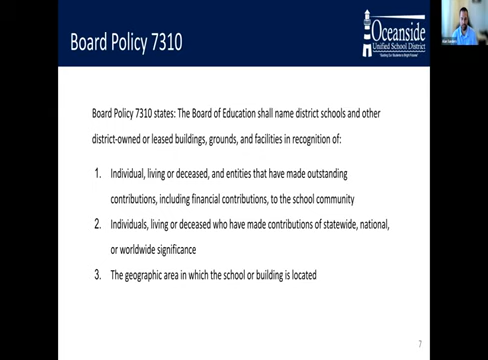 Board Policy 7310
Oceanside
Unified School District
Board Policy 7310 states: The Board of Education shall name district schools and other
district-owned or leased buildings, grounds, and facilities in recognition of:
1. Individual, living or deceased, and entities that have made outstanding
contributions, including financial contributions, to the school community
2. Individuals, living or deceased who have made contributions of statewide, national,
or worldwide significance
3. The geographic area in which the school or building is located
7